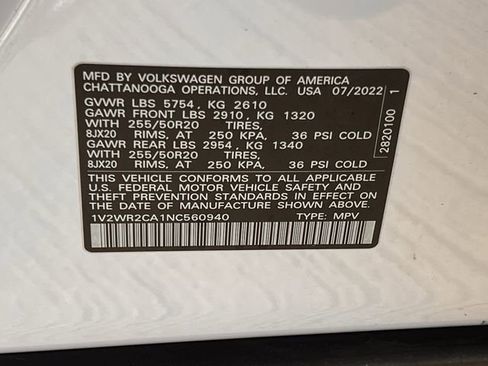 MFD BY VOLKSWAGEN GROUP OF AMERICA
CHATTANOOGA OPERATIONS, LLC. USA 07/2022
GVWR LBS 5754, KG 2610
GAWR FRONT LBS 2910, KG 1320
WITH 255/50R20 TIRES,
8JX20 RIMS, AT 250 KPA, 36 PSI COLD
GAWR REAR LBS 2954, KG 1340
WITH 255/50R20 TIRES,
8JX20 RIMS, AT 250 KPA, 36 PSI COLD
THIS VEHICLE CONFORMS TO ALL APPLICABLE
U.S. FEDERAL MOTOR VEHICLE SAFETY AND
THEFT PREVENTION STANDARDS IN EFFECT ON
THE DATE OF MANUFACTURE SHOWN ABOVE.
1V2WR2CA1NC560940 TYPE: MPV
2820100 1